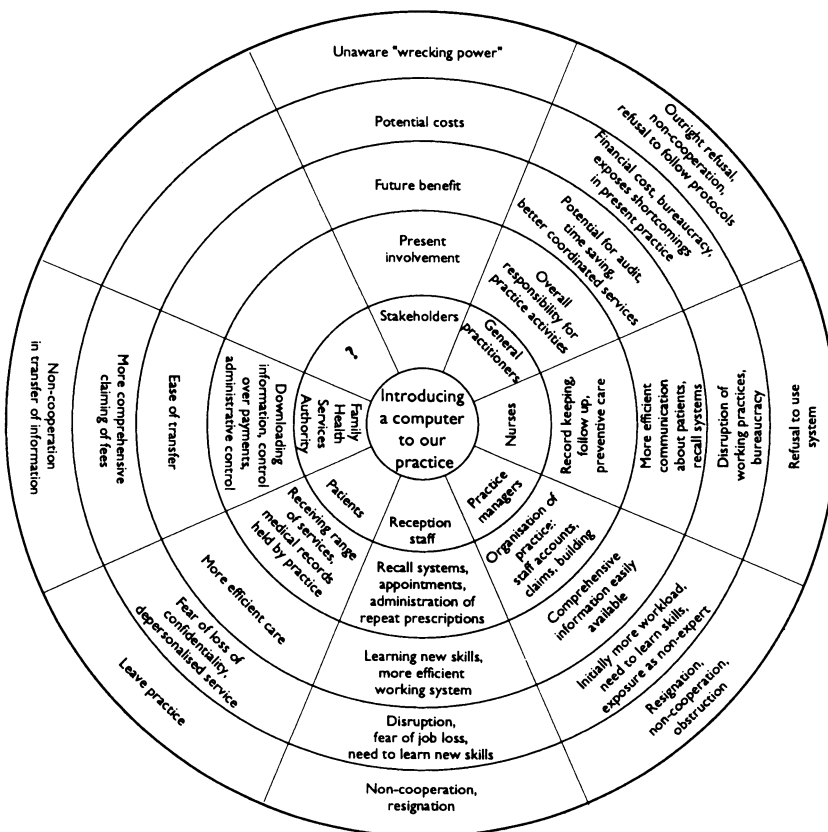 Unaware "wrecking power"
Potential costs
Future benefit
Present
involvement
Stakeholders
Introducing
a computer
to our
practice
Outright refusal,
non-cooperation,
refusal to follow protocols
Financial cost, bureaucracy,
exposes shortcomings
in present practice
Potential for audit,
time saving,
better coordinated services
Overall
responsibility for
practice activities
General
practitioners
Nurses
Record keeping,
follow up,
preventive care
More efficient
communication
about patients,
recall systems
Disruption of
working practices,
bureaucracy
Refusal to use
system
Practice
managers
Organisation of
practice:
staff accounts,
claims, building
Comprehensive
information easily
available
Initially more workload,
need to learn skills,
exposure as non-expert
Resignation,
non-cooperation,
obstruction
Reception
staff
Recall systems,
appointments,
administration of
repeat prescriptions
Learning new skills,
more efficient
working system
Disruption,
fear of job loss,
need to learn new skills
Non-cooperation,
resignation
Patients
Receiving range
of services,
medical records
held by practice
More efficient care
Fear of loss of
confidentiality,
depersonalised service
Leave practice
Family
Health
Services
Authority
Downloading
information, control
over payments,
administrative control
Ease of transfer
More comprehensive
claiming of fees
Non-cooperation
in transfer of information
?